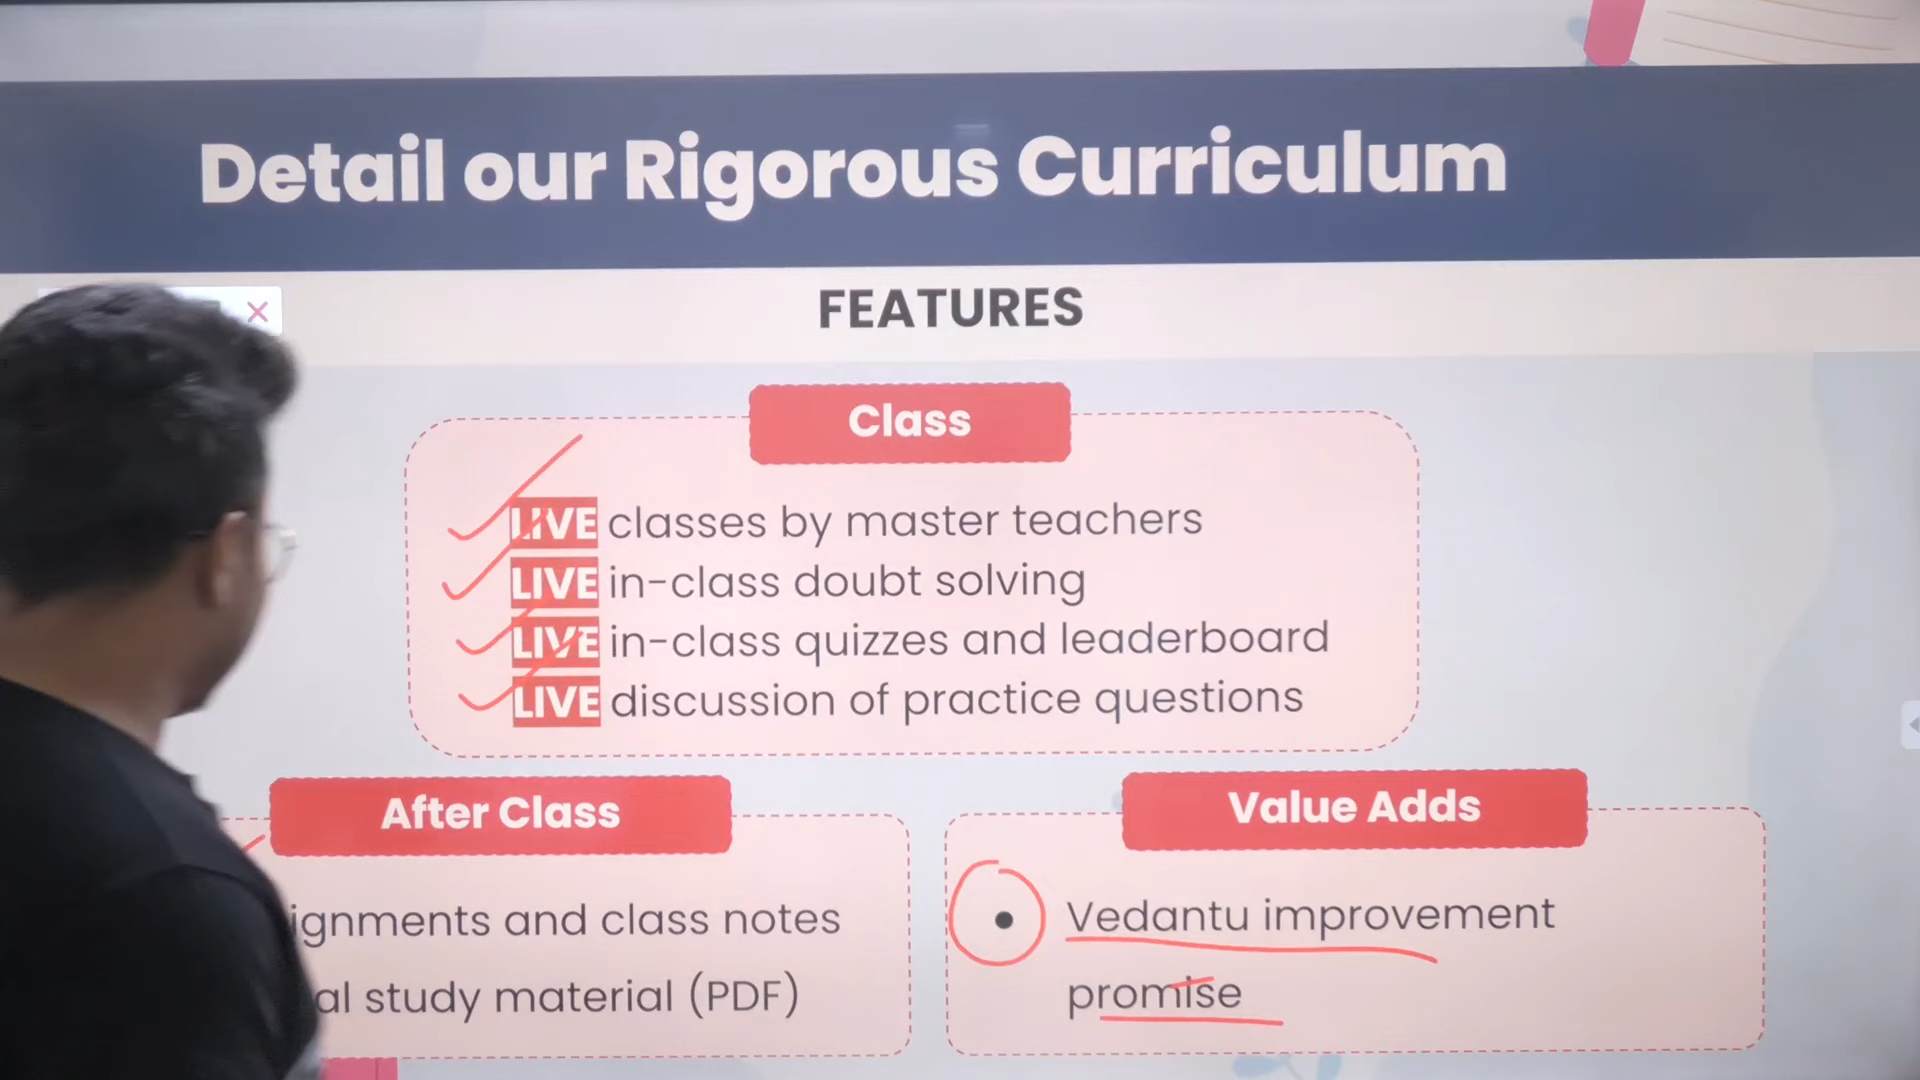 Detail our Rigorous Curriculum
FEATURES
Class
LIVE classes by master teachers
LIVE in-class doubt solving
LIVE in-class quizzes and leaderboard
LIVE discussion of practice questions
After Class
and class notes
study material (PDF)
Value Adds
Vedantu improvement
promise